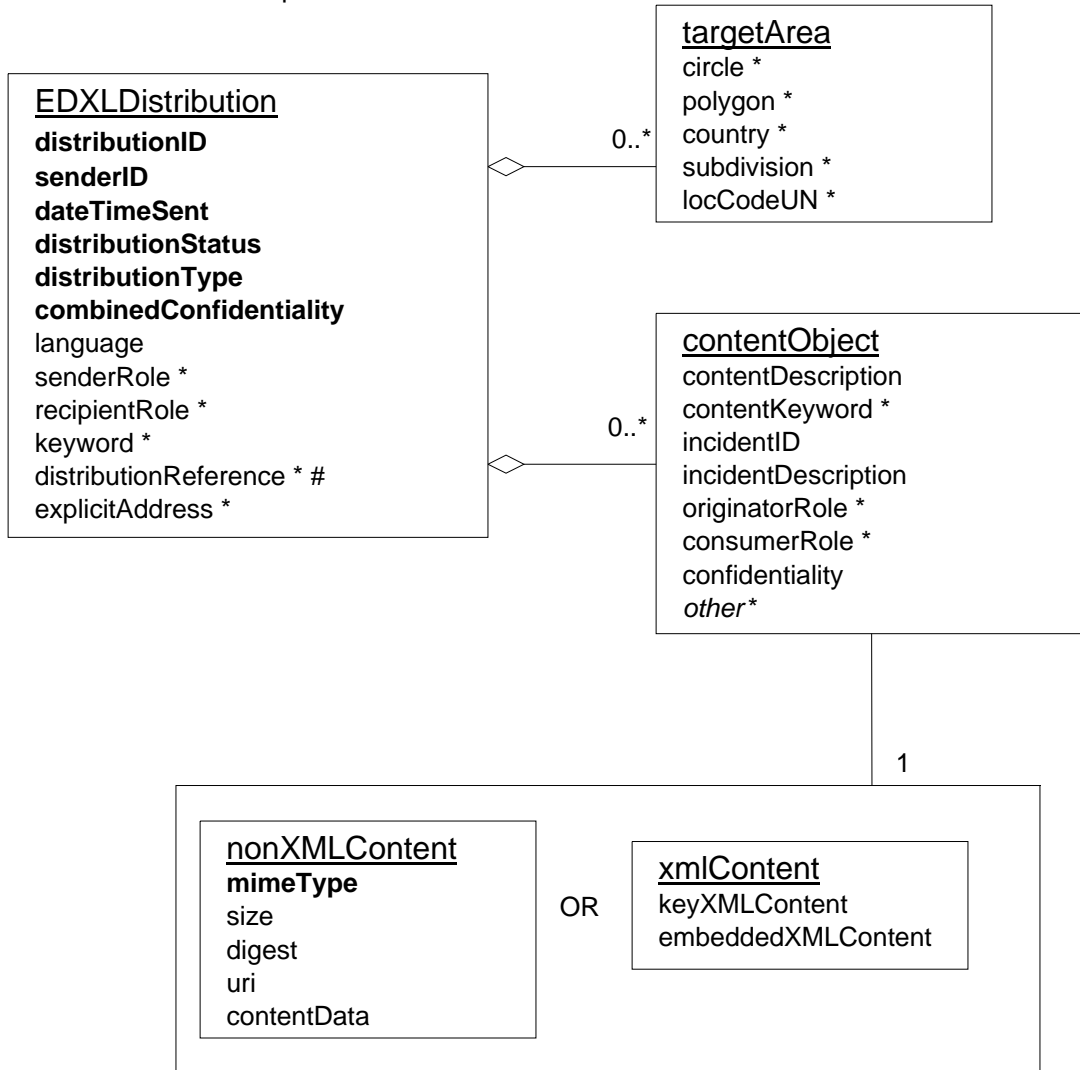 EDXLDistribution
distributionID
senderID
dateTimeSent
distributionStatus
distributionType
combinedConfidentiality
language
senderRole *
recipientRole *
keyword *
distributionReference * #
explicitAddress *
0..*
targetArea
circle *
polygon *
country *
subdivision *
locCodeUN *
0..*
contentObject
contentDescription
contentKeyword *
incidentID
incidentDescription
originatorRole *
consumerRole *
confidentiality
other*
1
nonXMLContent
mimeType
size
digest
uri
contentData
OR
xmlContent
keyXMLContent
embeddedXMLContent